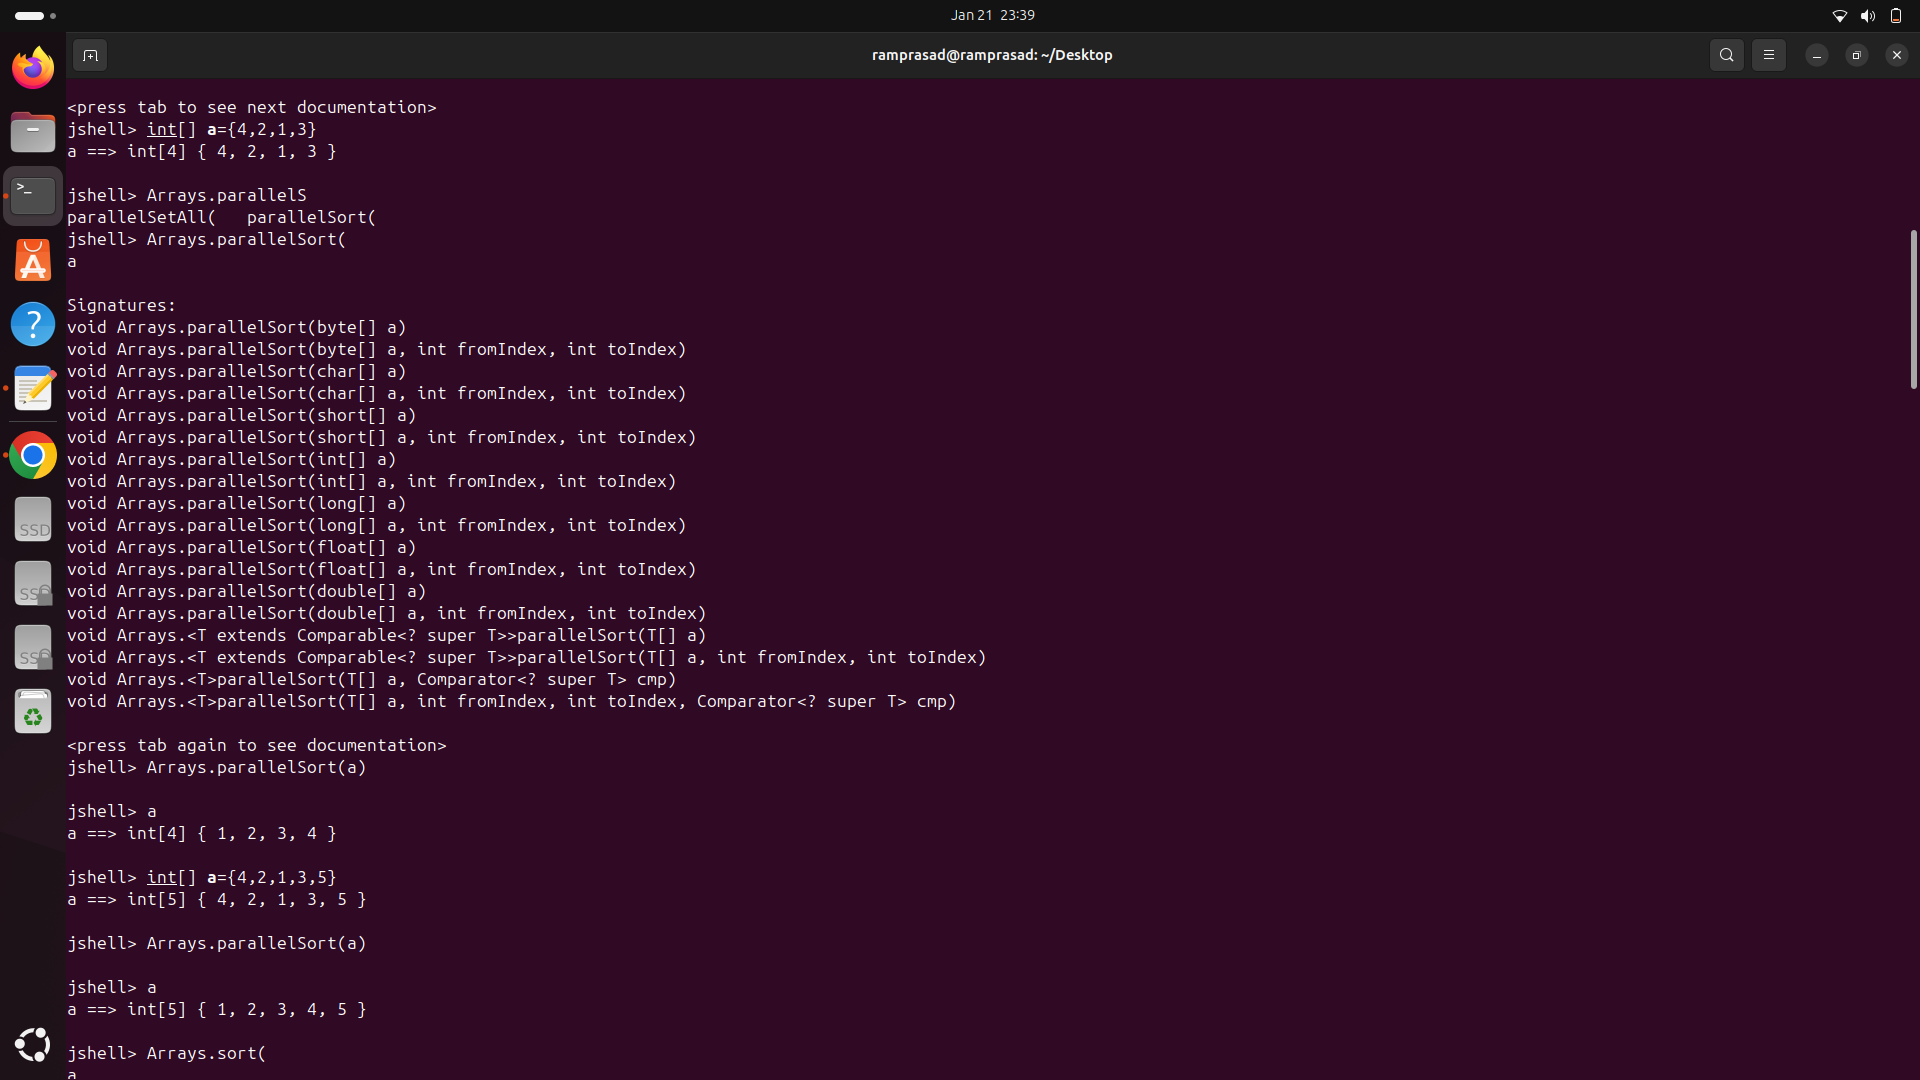 Jan 21 23:39
ramprasad@ramprasad: ~/Desktop
<press tab to see next documentation>
jshell> int[] a={4,2,1,3}
a ==> int[4] { 4, 2, 1, 3 }
jshell> Arrays.parallelS
parallelSetAll(   parallelSort(
jshell> Arrays.parallelSort(
a
Signatures:
void Arrays.parallelSort(byte[] a)
void Arrays.parallelSort(byte[] a, int fromIndex, int toIndex)
void Arrays.parallelSort(char[] a)
void Arrays.parallelSort(char[] a, int fromIndex, int toIndex)
void Arrays.parallelSort(short[] a)
void Arrays.parallelSort(short[] a, int fromIndex, int toIndex)
void Arrays.parallelSort(int[] a)
void Arrays.parallelSort(int[] a, int fromIndex, int toIndex)
void Arrays.parallelSort(long[] a)
void Arrays.parallelSort(long[] a, int fromIndex, int toIndex)
void Arrays.parallelSort(float[] a)
void Arrays.parallelSort(float[] a, int fromIndex, int toIndex)
void Arrays.parallelSort(double[] a)
void Arrays.parallelSort(double[] a, int fromIndex, int toIndex)
void Arrays.<T extends Comparable<? super T>>parallelSort(T[] a)
void Arrays.<T extends Comparable<? super T>>parallelSort(T[] a, int fromIndex, int toIndex)
void Arrays.<T>parallelSort(T[] a, Comparator<? super T> cmp)
void Arrays.<T>parallelSort(T[] a, int fromIndex, int toIndex, Comparator<? super T> cmp)
<press tab again to see documentation>
jshell> Arrays.parallelSort(a)
jshell> a
a ==> int[4] { 1, 2, 3, 4 }
jshell> int[] a={4,2,1,3,5}
a ==> int[5] { 4, 2, 1, 3, 5 }
jshell> Arrays.parallelSort(a)
jshell> a
a ==> int[5] { 1, 2, 3, 4, 5 }
jshell> Arrays.sort(
a
>_
?
SSD
SSD
SSD